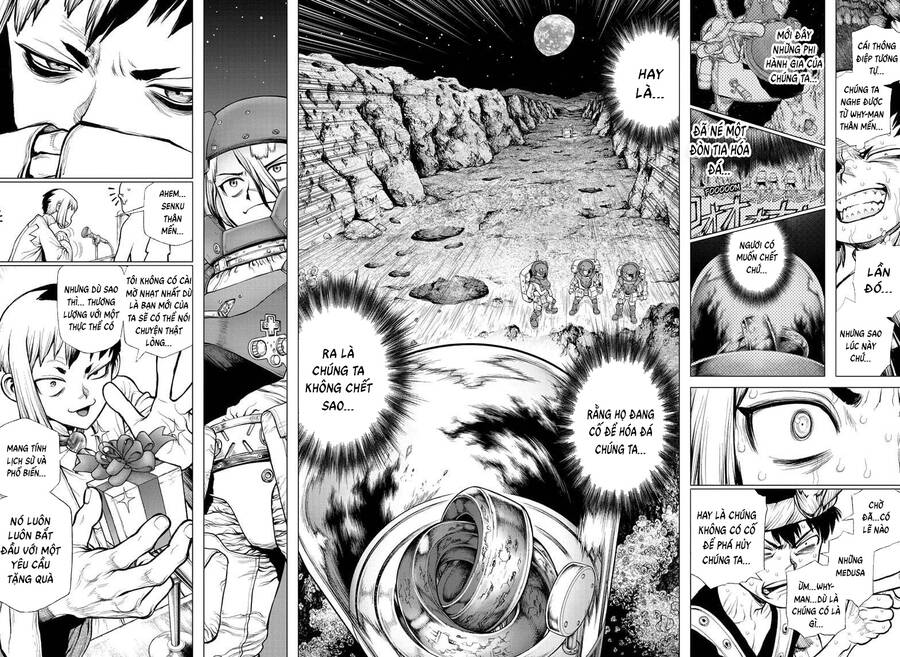 CÁI THÔNG
ĐIỆP TƯƠNG
TỰ...
CHÚNG TA
NGHE ĐƯỢC
TỪ WHY-MAN
THÂN MẾN...
LẦN
ĐÓ...
NHƯNG SAO
LÚC NÀY
CHỨ...
MỚI ĐÂY
NHỮNG PHI
HÀNH GIA CỦA
CHÚNG TA...
ĐÃ NÉ MỘT
ĐÒN TIA HÓA
ĐÁ...
FOOOOOM
NGƯƠI CÓ
MUỐN CHẾT
CHỨ...
CHỜ
ĐÃ...CÓ
LẼ NÀO
NHỮNG
MEDUSA
ỪM...WHY-
MAN...DÙ LÀ
CHÚNG CÓ LÀ
GÌ...
HAY LÀ CHÚNG
KHÔNG CÓ CỐ
ĐỂ PHÁ HỦY
CHÚNG TA...
HAY
LÀ...
RẰNG HỌ ĐANG
CỐ ĐỂ HÓA ĐÁ
CHÚNG TA...
RA LÀ
CHÚNG TA
KHÔNG CHẾT
SAO...
AHEM...
SENKU
THÂN
MẾN...
TÔI KHÔNG CÓ CÁI
MỜ NHẠT NHẤT DÙ
LÀ BẠN MỚI CỦA
TA SẼ CÓ THỂ NÓI
CHUYỆN THẬT
LÒNG...
NHƯNG DÙ SAO
THÌ... THƯƠNG
LƯỢNG VỚI MỘT
THỰC THỂ CÓ
MANG TÍNH
LỊCH SỬ VÀ
PHỔ BIẾN...
NÓ LUÔN
LUÔN BẮT
ĐẦU VỚI MỘT
YÊU CẦU
TẶNG QUÀ